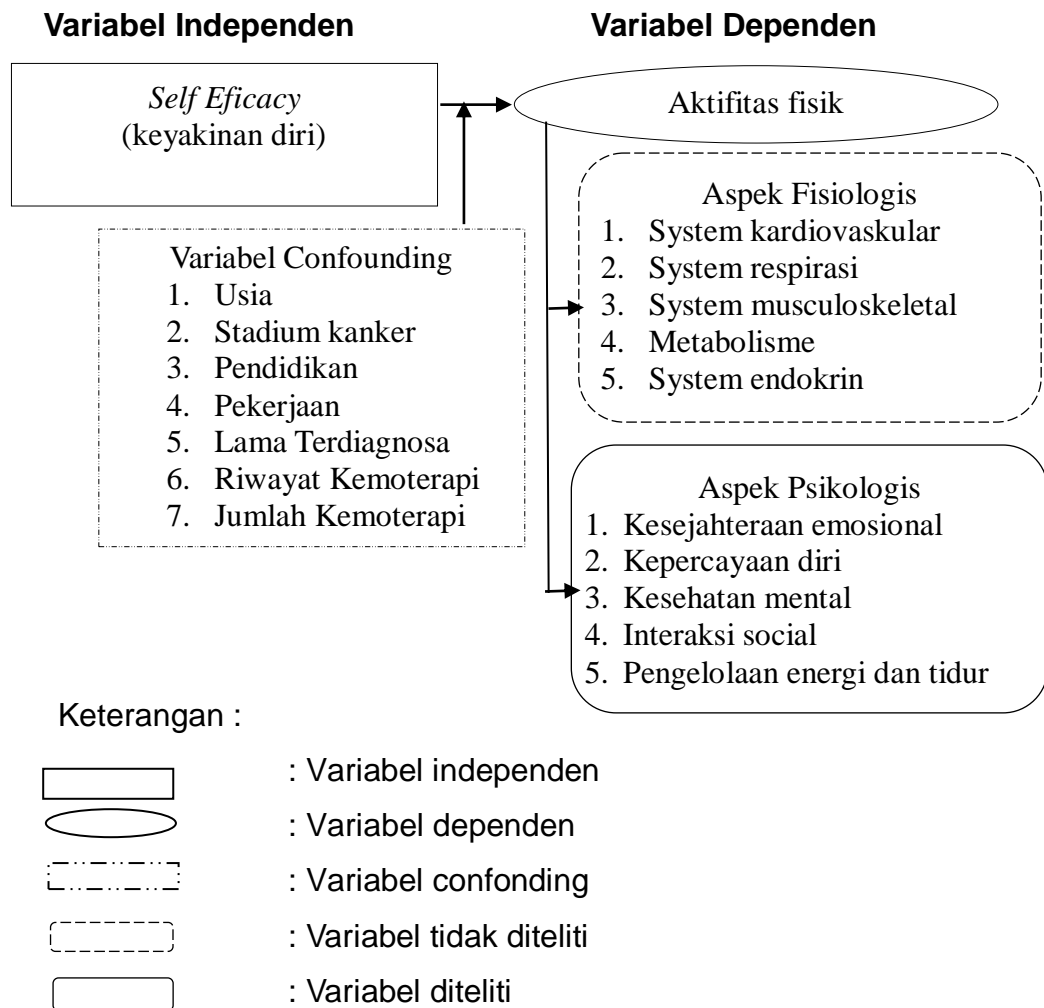 Variabel Independen
Variabel Dependen
Self Eficacy
(keyakinan diri)
Aktifitas fisik
Aspek Fisiologis
1. System kardiovaskular
2. System respirasi
3. System musculoskeletal
4. Metabolisme
5. System endokrin
Variabel Confounding
1. Usia
2. Stadium kanker
3. Pendidikan
4. Pekerjaan
5. Lama Terdiagnosa
6. Riwayat Kemoterapi
7. Jumlah Kemoterapi
Aspek Psikologis
1. Kesejahteraan emosional
2. Kepercayaan diri
3. Kesehatan mental
4. Interaksi social
5. Pengelolaan energi dan tidur
Keterangan :
: Variabel independen
: Variabel dependen
: Variabel confonding
: Variabel tidak diteliti
: Variabel diteliti